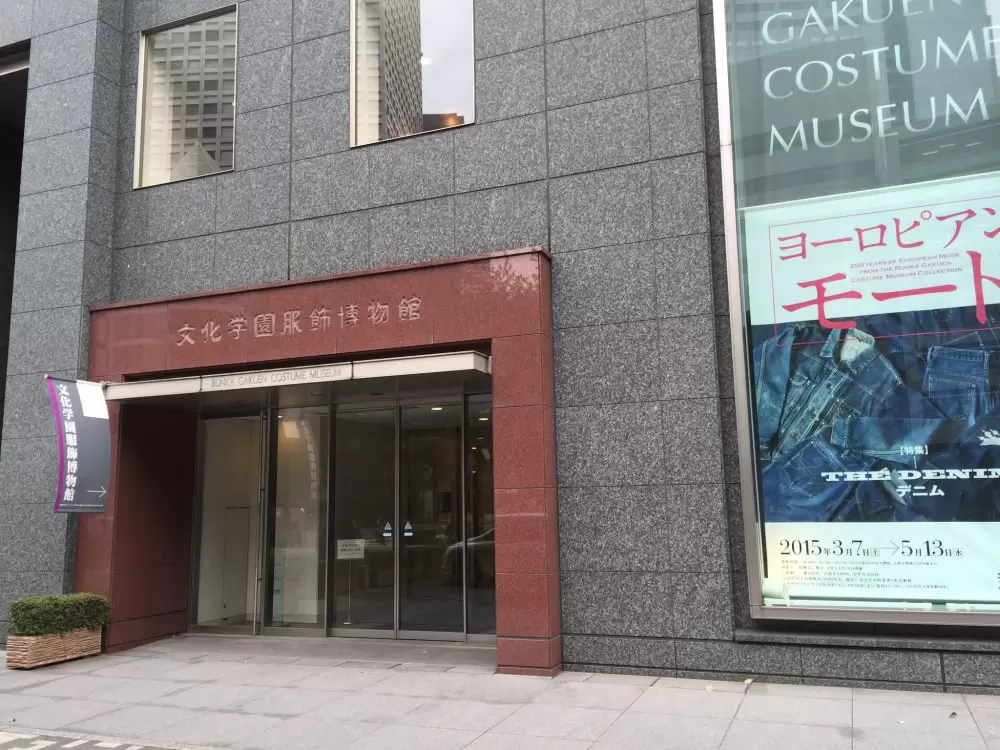 文化学園服飾博物館
BUNKA GAKUEN COSTUME MUSEUM
文化学園服飾博物館
GAKUEN
COSTUME
MUSEUM
ヨーロピアン
250 YEARS OF EUROPEAN MODE
FROM THE BUNKA GAKUEN
COSTUME MUSEUM COLLECTION
モード
[特集]
THE DENIM
デニム
2015年3月7日土→5月13日水